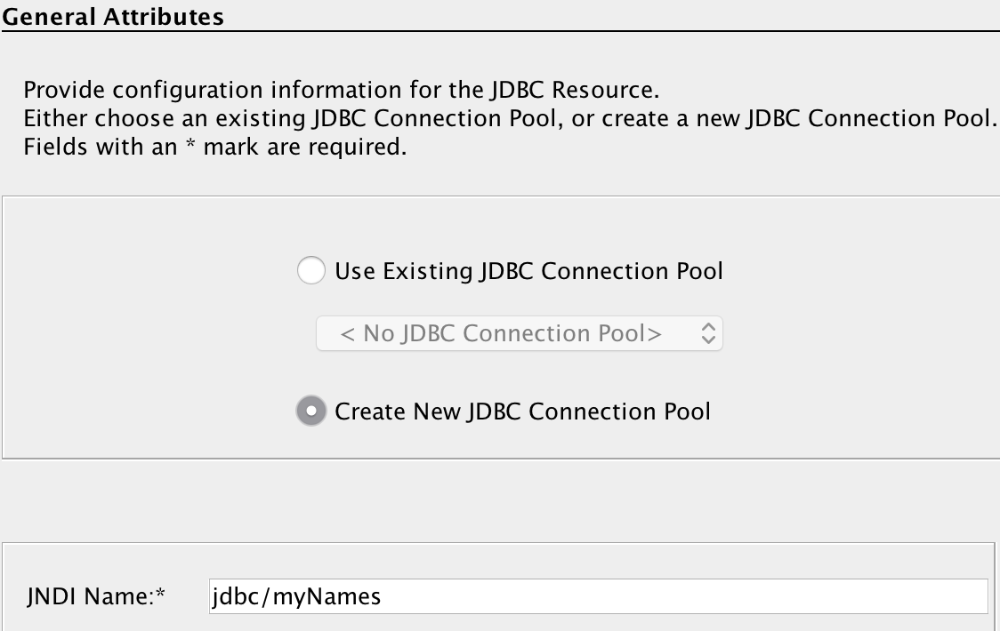 General Attributes
Provide configuration information for the JDBC Resource.
Either choose an existing JDBC Connection Pool, or create a new JDBC Connection Pool.
Fields with an * mark are required.
Use Existing JDBC Connection Pool
< No JDBC Connection Pool>
Create New JDBC Connection Pool
JNDI Name:* jdbc/myNames